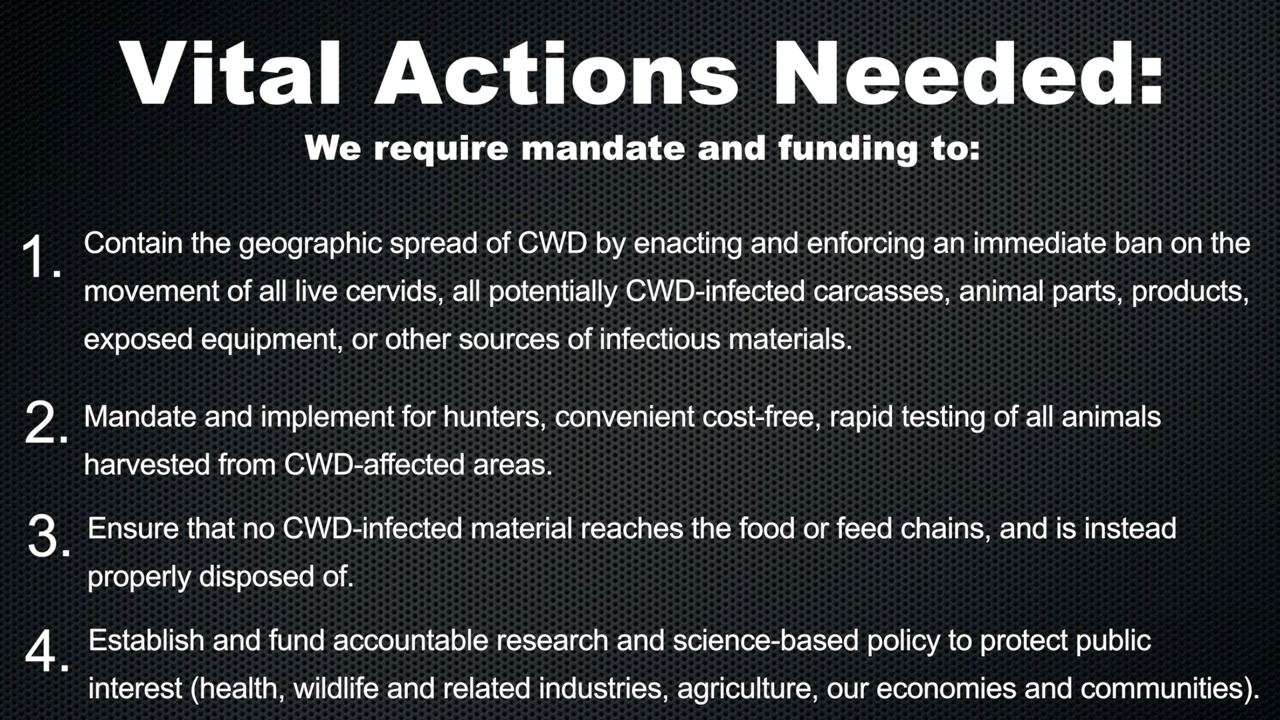 Vital Actions Needed:
We require mandate and funding to:
1. Contain the geographic spread of CWD by enacting and enforcing an immediate ban on the
movement of all live cervids, all potentially CWD-infected carcasses, animal parts, products,
exposed equipment, or other sources of infectious materials.
2. Mandate and implement for hunters, convenient cost-free, rapid testing of all animals
harvested from CWD-affected areas.
3. Ensure that no CWD-infected material reaches the food or feed chains, and is instead
properly disposed of.
4. Establish and fund accountable research and science-based policy to protect public
interest (health, wildlife and related industries, agriculture, our economies and communities).